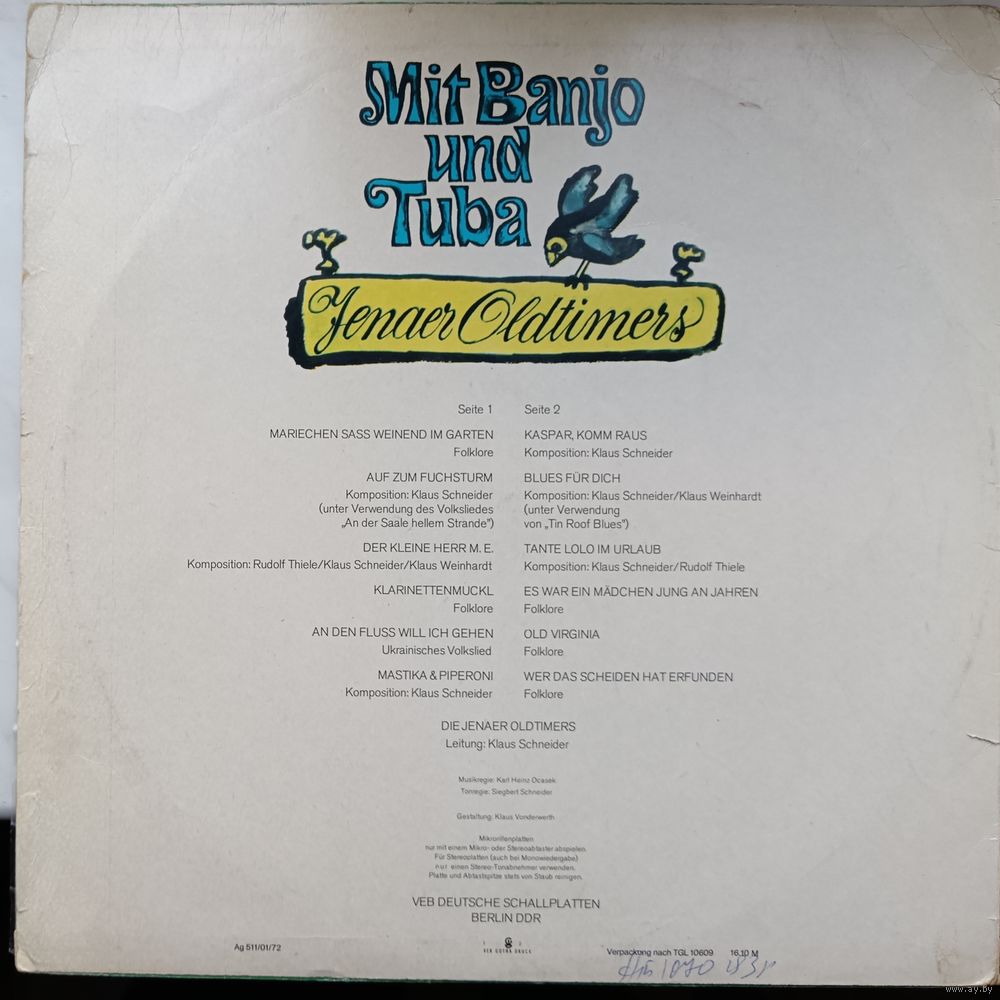 Mit Banjo
und
Tuba
Jenaer Oldtimers
Seite 1
MARIECHEN SASS WEINEND IM GARTEN
Folklore
AUF ZUM FUCHSTURM
Komposition: Klaus Schneider
(unter Verwendung des Volksliedes
„An der Saale hellem Strande")
DER KLEINE HERR M. E.
Komposition: Rudolf Thiele/Klaus Schneider/Klaus Weinhardt
KLARINETTENMUCKL
Folklore
AN DEN FLUSS WILL ICH GEHEN
Ukrainisches Volkslied
MASTIKA & PIPERONI
Komposition: Klaus Schneider
Seite 2
KASPAR, KOMM RAUS
Komposition: Klaus Schneider
BLUES FÜR DICH
Komposition: Klaus Schneider/Klaus Weinhardt
(unter Verwendung
von „Tin Roof Blues")
TANTE LOLO IM URLAUB
Komposition: Klaus Schneider/Rudolf Thiele
ES WAR EIN MÄDCHEN JUNG AN JAHREN
Folklore
OLD VIRGINIA
Folklore
WER DAS SCHEIDEN HAT ERFUNDEN
Folklore
DIE JENAER OLDTIMERS
Leitung: Klaus Schneider
Musikregie: Karl Heinz Ocasek
Tonregie: Siegbert Schneider
Gestaltung: Klaus Vonderwerth
Mikrorillenplatten
nur mit einem Mikro- oder Stereoabtaster abspielen.
Für Stereoplatten (auch bei Monowiedergabe)
nur einen Stereo-Tonabnehmer verwenden.
Platte und Abtastspitze stets von Staub reinigen.
VEB DEUTSCHE SCHALLPLATTEN
BERLIN DDR
Ag 511/01/72
VEB GOTHA DRUCK
Verpackung nach TGL 10609 16,10 M
www.ay.by